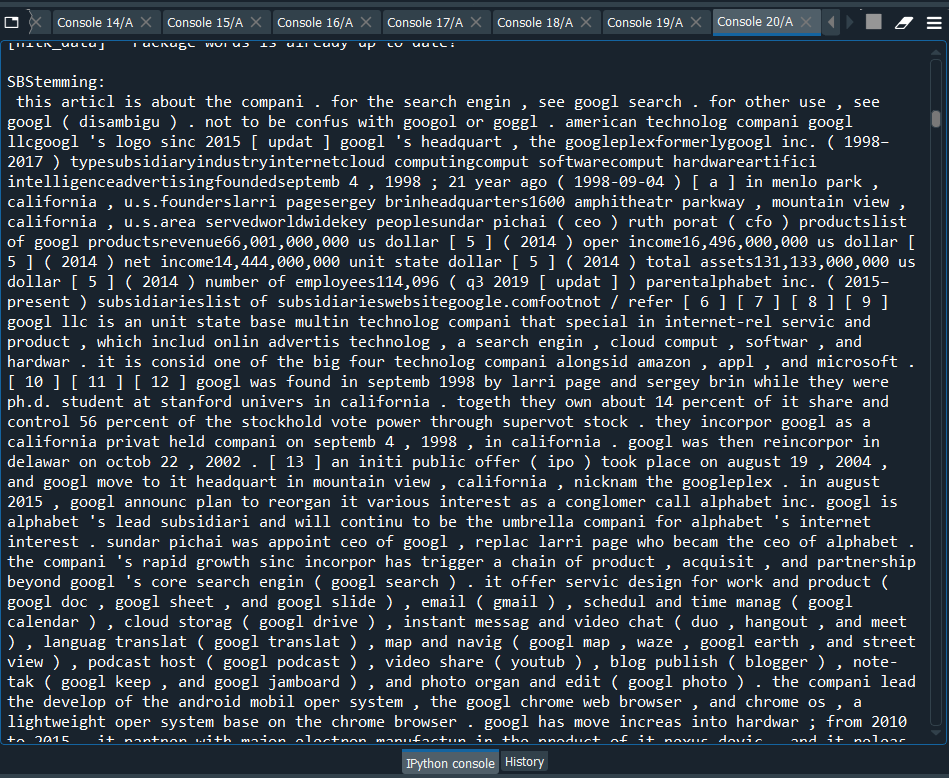 Console 14/A Console 15/A Console 16/A Console 17/A Console 18/A Console 19/A Console 20/A
[nltk_data] Package words is already up to date!
SBStemming:
this articl is about the compani . for the search engin , see googl search . for other use , see
googl ( disambigu ) . not to be confus with googol or goggl . american technolog compani googl
llcgoogl 's logo sinc 2015 [ updat ] googl 's headquart , the googleplexformerlygoogl inc. ( 1998–
2017 ) typesubsidiaryindustryinternetcloud computingcomput softwarecomput hardwareartifici
intelligenceadvertisingfoundedseptemb 4 , 1998 ; 21 year ago ( 1998-09-04 ) [ a ] in menlo park ,
california , u.s.founderslarri pagesergey brinheadquarters1600 amphitheatr parkway , mountain view ,
california , u.s.area servedworldwidekey peoplesundar pichai ( ceo ) ruth porat ( cfo ) productslist
of googl productsrevenue66,001,000,000 us dollar [ 5 ] ( 2014 ) oper income16,496,000,000 us dollar [
5 ] ( 2014 ) net income14,444,000,000 unit state dollar [ 5 ] ( 2014 ) total assets131,133,000,000 us
dollar [ 5 ] ( 2014 ) number of employees114,096 ( q3 2019 [ updat ] ) parentalphabet inc. ( 2015–
present ) subsidiarieslist of subsidiarieswebsitegoogle.comfootnot / refer [ 6 ] [ 7 ] [ 8 ] [ 9 ]
googl llc is an unit state base multin technolog compani that special in internet-rel servic and
product , which includ onlin advertis technolog , a search engin , cloud comput , softwar , and
hardwar . it is consid one of the big four technolog compani alongsid amazon , appl , and microsoft .
[ 10 ] [ 11 ] [ 12 ] googl was found in septemb 1998 by larri page and sergey brin while they were
ph.d. student at stanford univers in california . togeth they own about 14 percent of it share and
control 56 percent of the stockhold vote power through supervot stock . they incorpor googl as a
california privat held compani on septemb 4 , 1998 , in california . googl was then reincorpor in
delawar on octob 22 , 2002 . [ 13 ] an initi public offer ( ipo ) took place on august 19 , 2004 ,
and googl move to it headquart in mountain view , california , nicknam the googleplex . in august
2015 , googl announc plan to reorgan it various interest as a conglomer call alphabet inc. googl is
alphabet 's lead subsidiari and will continu to be the umbrella compani for alphabet 's internet
interest . sundar pichai was appoint ceo of googl , replac larri page who becam the ceo of alphabet .
the compani 's rapid growth sinc incorpor has trigger a chain of product , acquisit , and partnership
beyond googl 's core search engin ( googl search ) . it offer servic design for work and product (
googl doc , googl sheet , and googl slide ) , email ( gmail ) , schedul and time manag ( googl
calendar ) , cloud storag ( googl drive ) , instant messag and video chat ( duo , hangout , and meet
) , languag translat ( googl translat ) , map and navig ( googl map , waze , googl earth , and street
view ) , podcast host ( googl podcast ) , video share ( youtub ) , blog publish ( blogger ) , note-
tak ( googl keep , and googl jamboard ) , and photo organ and edit ( googl photo ) . the compani lead
the develop of the android mobil oper system , the googl chrome web browser , and chrome os , a
lightweight oper system base on the chrome browser . googl has move increas into hardwar ; from 2010
to 2015 , it partner with major electron manufactur in the product of it nexus devic , and it releas
IPython console History